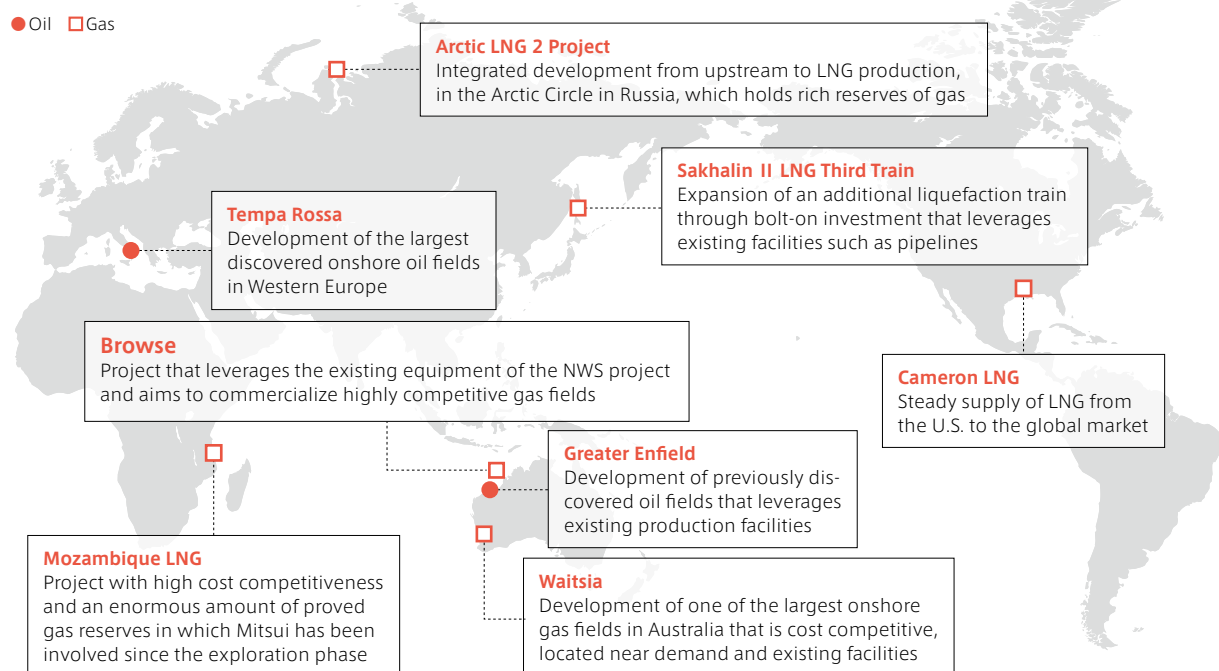 Oil
Gas
Arctic LNG 2 Project
Integrated development from upstream to LNG production,
in the Arctic Circle in Russia, which holds rich reserves of gas
Sakhalin II LNG Third Train
Expansion of an additional liquefaction train
through bolt-on investment that leverages
existing facilities such as pipelines
Tempa Rossa
Development of the largest
discovered onshore oil fields
in Western Europe
Browse
Project that leverages the existing equipment of the NWS project
and aims to commercialize highly competitive gas fields
Cameron LNG
Steady supply of LNG from
the U.S. to the global market
Greater Enfield
Development of previously dis-
covered oil fields that leverages
existing production facilities
Mozambique LNG
Project with high cost competitiveness
and an enormous amount of proved
gas reserves in which Mitsui has been
involved since the exploration phase
Waitsia
Development of one of the largest onshore
gas fields in Australia that is cost competitive,
located near demand and existing facilities